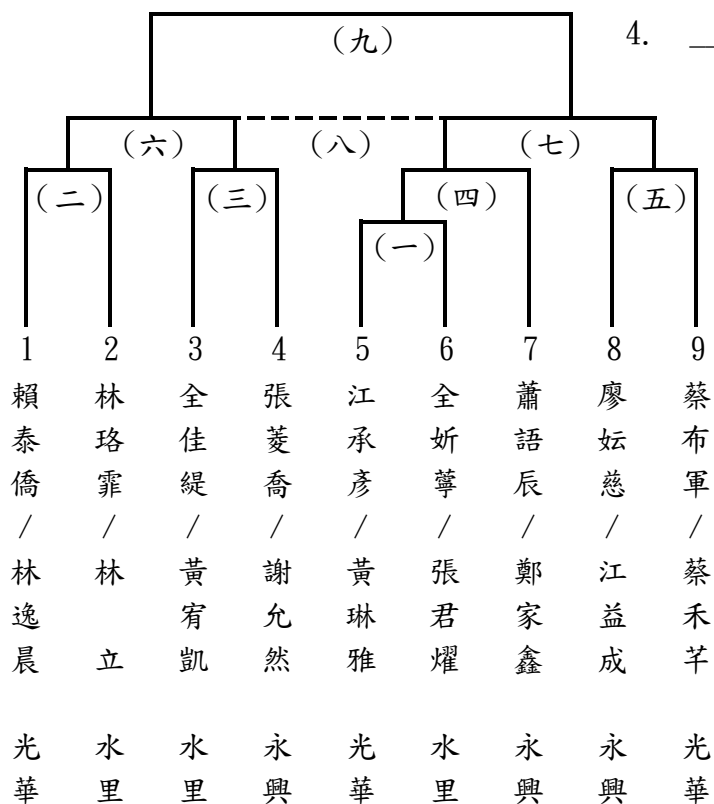 (九)
4. _
(六) (八) (七)
(二) (三) (四) (五)
(一)
1 2 3 4 5 6 7 8 9
賴泰僑/林逸晨 光華
林珞霏/林立 水里
全佳緹/黃宥凱 水里
張菱喬/謝允然 永興
江承彥/黃琳雅 光華
全妡薴/張君燿 水里
蕭語辰/鄭家鑫 永興
廖妘慈/江益成 永興
蔡布軍/蔡禾芊 光華